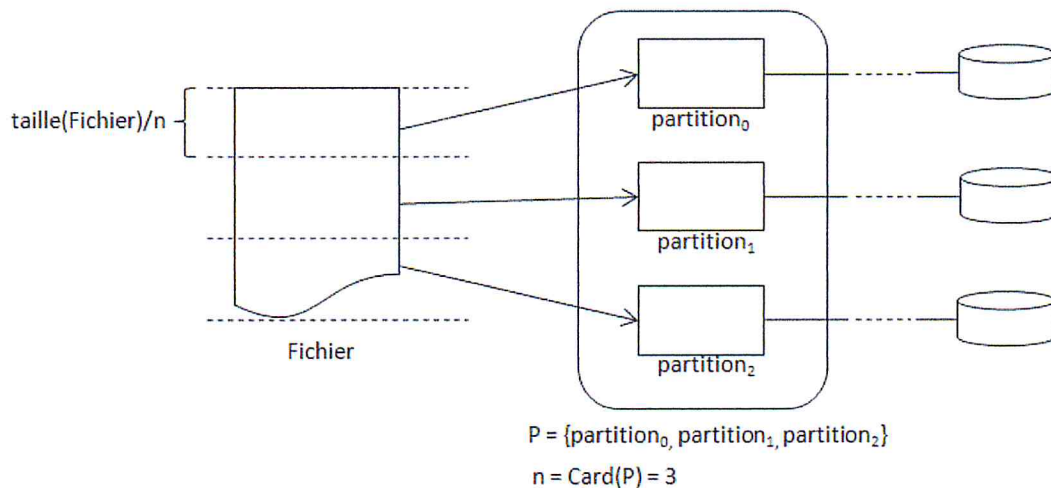 partition₀
taille(Fichier)/n
partition₁
Fichier
partition₂
P = {partition₀, partition₁, partition₂}
n = Card(P) = 3